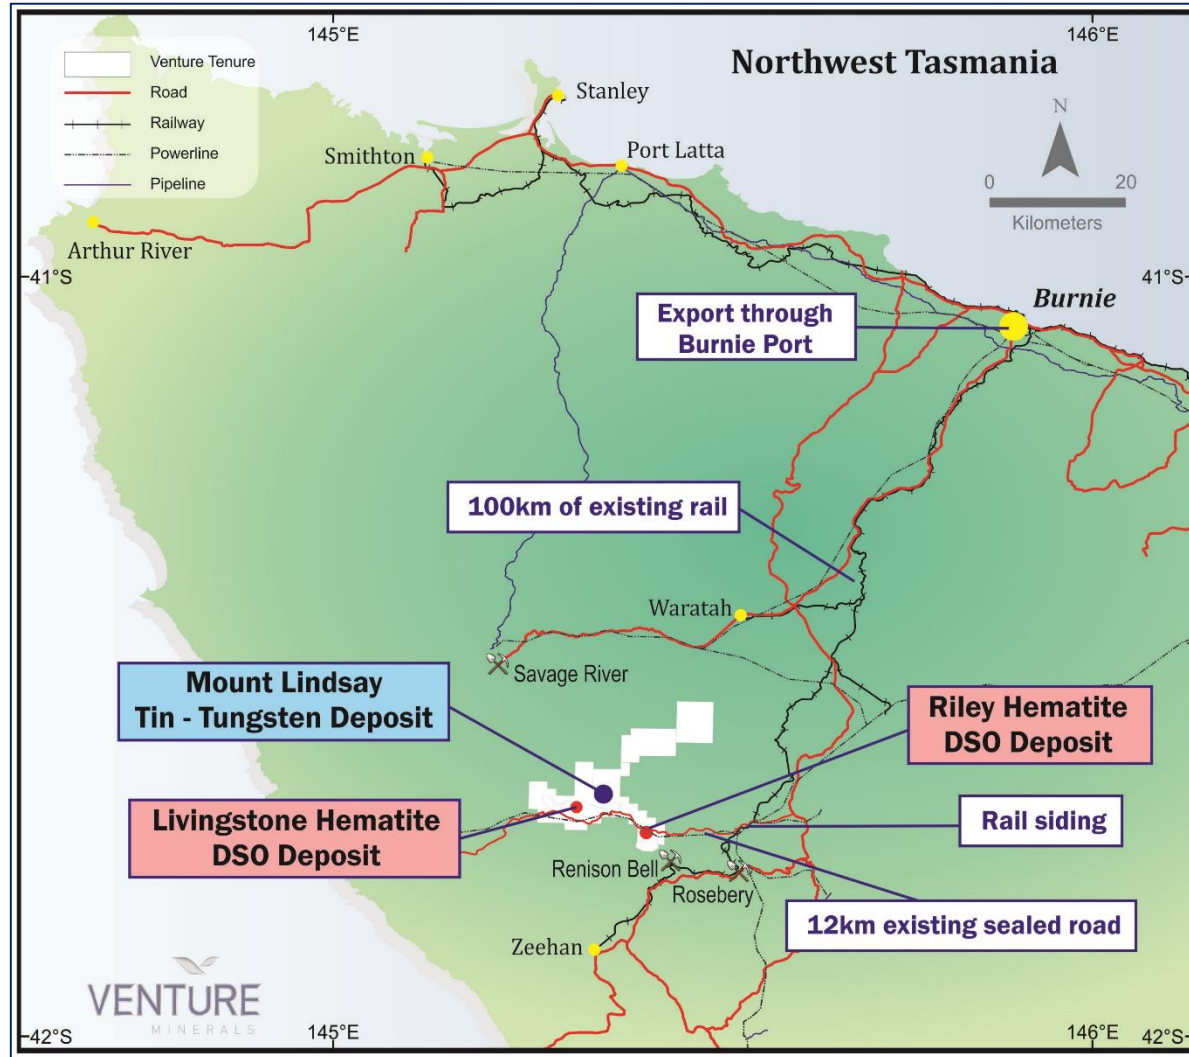 145°E
146°E
Northwest Tasmania
Venture Tenure
Road
Railway
Powerline
Pipeline
N
0
20
Kilometers
Stanley
Smithton
Port Latta
Arthur River
41°S
41°S
Burnie
Export through
Burnie Port
100km of existing rail
Waratah
Savage River
Mount Lindsay
Tin - Tungsten Deposit
Riley Hematite
DSO Deposit
Livingstone Hematite
DSO Deposit
Rail siding
Renison Bell
Rosebery
12km existing sealed road
Zeehan
VENTURE
MINERALS
42°S
145°E
146°E
42°S